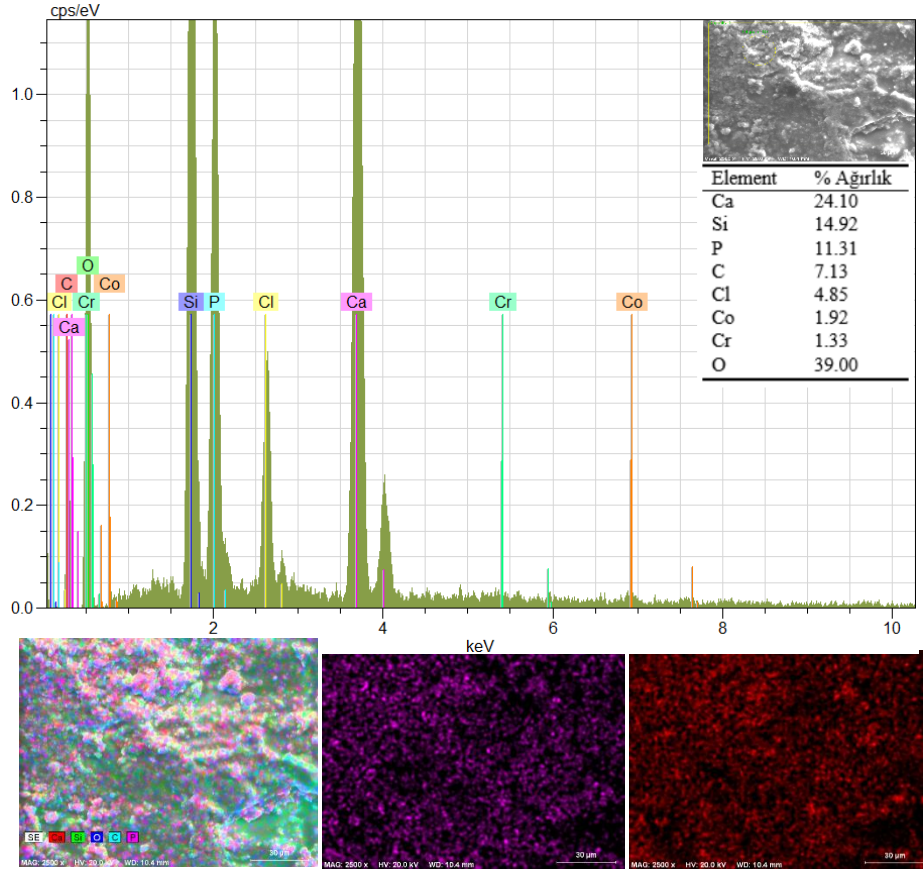 cps/eV
1.0
0.8
0.6
0.4
0.2
0.0
O
C Co
Cl Cr Si P Cl Ca Cr Co
Ca
2 4 6 8 10
keV
Element % Ağırlık
Ca 24.10
Si 14.92
P 11.31
C 7.13
Cl 4.85
Co 1.92
Cr 1.33
O 39.00
SE Ca Si O C P
MAG: 2500 x HV: 20.0 kV WD: 10.4 mm 30 µm
MAG: 2500 x HV: 20.0 kV WD: 10.4 mm 30 µm
MAG: 2500 x HV: 20.0 kV WD: 10.4 mm 30 µm